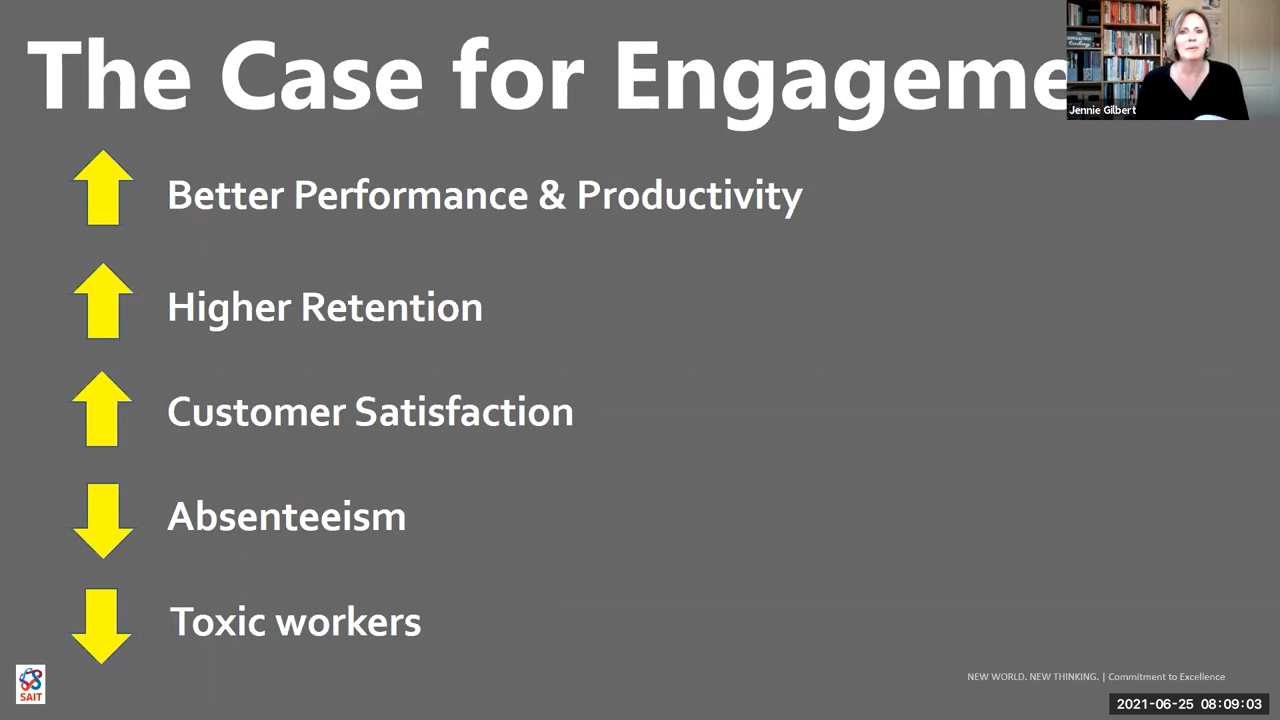 The Case for Engageme
Jennie Gilbert
Better Performance & Productivity
Higher Retention
Customer Satisfaction
Absenteeism
Toxic workers
SAIT
NEW WORLD. NEW THINKING. | Commitment to Excellence
2021-06-25 08:09:03